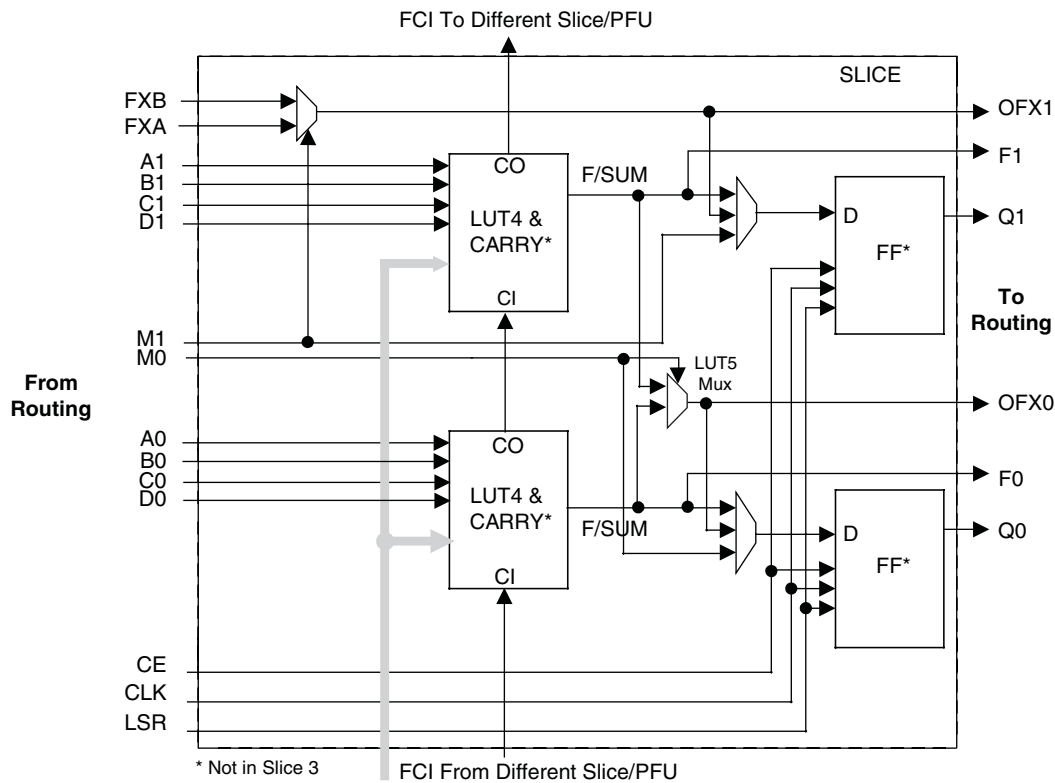 FCI To Different Slice/PFU
SLICE
FXB
FXA
OFX1
F1
A1
B1
C1
D1
CO
LUT4 &
CARRY*
CI
F/SUM
D
FF*
Q1
To
Routing
M1
M0
From
Routing
LUT5
Mux
OFX0
A0
B0
C0
D0
CO
LUT4 &
CARRY*
CI
F/SUM
F0
D
FF*
Q0
CE
CLK
LSR
* Not in Slice 3
FCI From Different Slice/PFU